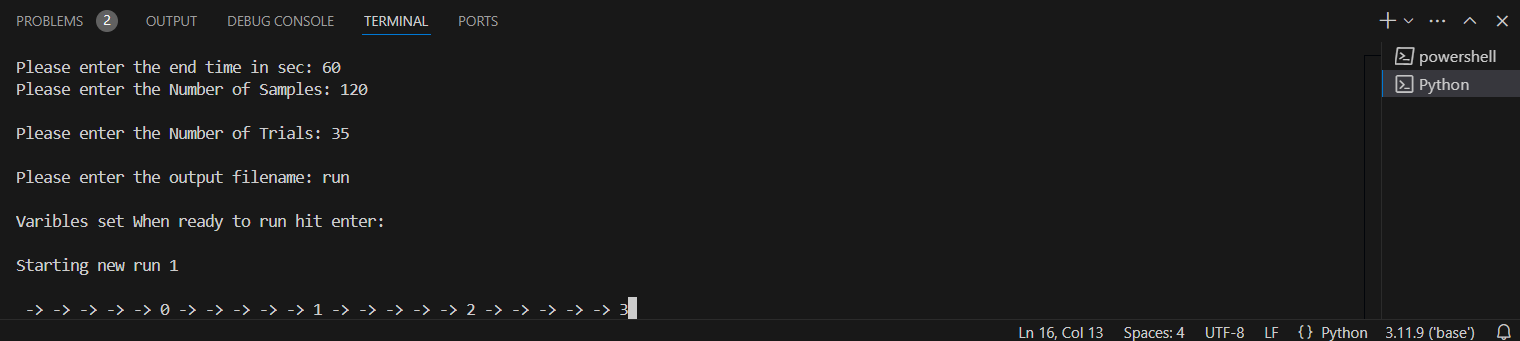 PROBLEMS 2 OUTPUT DEBUG CONSOLE TERMINAL PORTS
powershell
Python
Please enter the end time in sec: 60
Please enter the Number of Samples: 120
Please enter the Number of Trials: 35
Please enter the output filename: run
Varibles set When ready to run hit enter:
Starting new run 1
-> -> -> -> -> 0 -> -> -> -> -> 1 -> -> -> -> -> 2 -> -> -> -> -> 3
Ln 16, Col 13 Spaces: 4 UTF-8 LF {} Python 3.11.9 ('base')